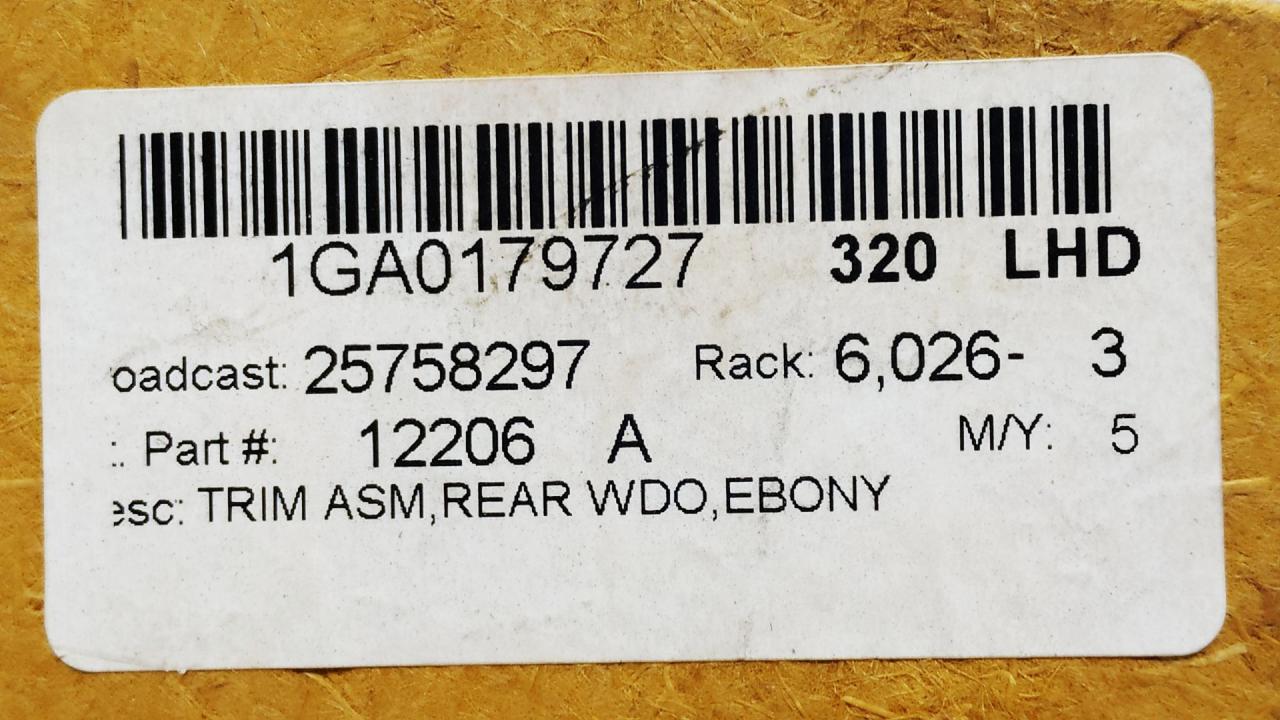 1GA0179727 320 LHD
oadcast: 25758297 Rack: 6,026- 3
:. Part #: 12206 A M/Y: 5
esc: TRIM ASM,REAR WDO,EBONY